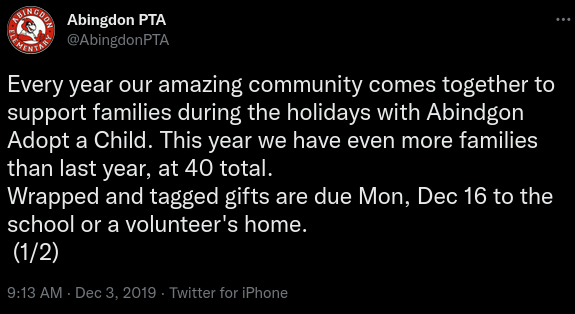 ABINGDON
ELEMENTARY
Abingdon PTA
@AbingdonPTA
Every year our amazing community comes together to
support families during the holidays with Abindgon
Adopt a Child. This year we have even more families
than last year, at 40 total.
Wrapped and tagged gifts are due Mon, Dec 16 to the
school or a volunteer's home.
(1/2)
9:13 AM · Dec 3, 2019 · Twitter for iPhone